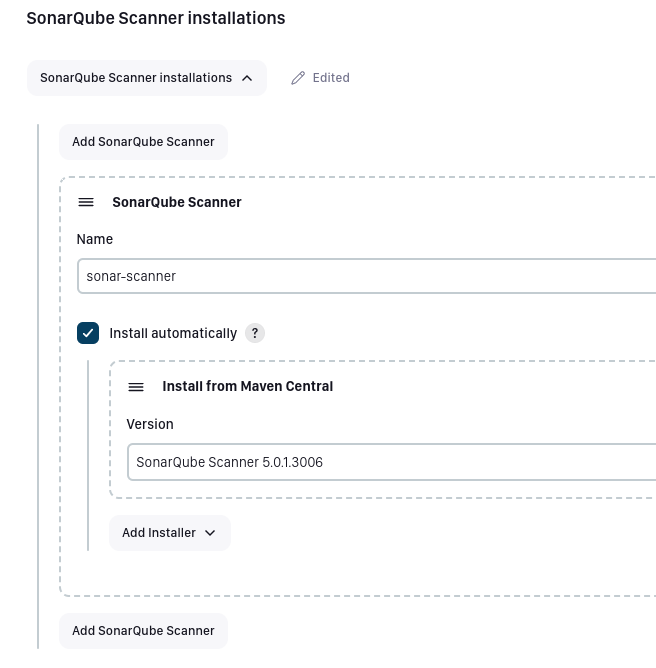 SonarQube Scanner installations
SonarQube Scanner installations
Edited
Add SonarQube Scanner
SonarQube Scanner
Name
sonar-scanner
Install automatically ?
Install from Maven Central
Version
SonarQube Scanner 5.0.1.3006
Add Installer
Add SonarQube Scanner